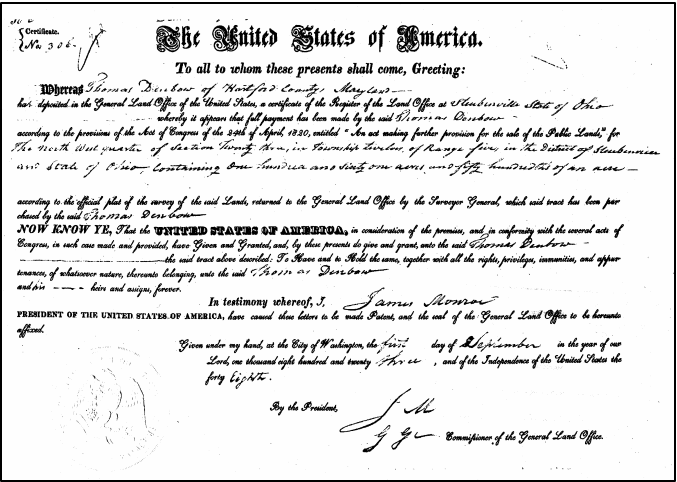 Certificate. The United States of America.
No. 306.
To all to whom these presents shall come, Greeting:
Whereas Thomas Denbow of Hartford County Maryland
has deposited in the General Land Office of the United States, a certificate of the Register of the Land Office at Steubenville State of Ohio
whereby it appears that full payment has been made by the said Thomas Denbow
according to the provisions of the Act of Congress of the 24th of April, 1820, entitled "An act making further provision for the sale of the Public Lands," for
The North West quarter of Section Twenty three, in Township twelve, of Range five, in the District of Steubenville
and State of Ohio, containing One hundred and sixty one acres, and fifty hundredths of an acre
according to the official plat of the survey of the said Lands, returned to the General Land Office by the Surveyor General, which said tract has been pur
chased by the said Thomas Denbow
NOW KNOW YE, That the UNITED STATES OF AMERICA, in consideration of the premises, and in conformity with the several acts of
Congress, in such case made and provided, have Given and Granted, and, by these presents do give and grant, unto the said Thomas Denbow
the said tract above described: To Have and to Hold the same, together with all the rights, privileges, immunities, and appur
tenances, of whatsoever nature, thereunto belonging, unto the said Thomas Denbow
and his heirs and assigns, forever.
In testimony whereof, I, James Monroe
PRESIDENT OF THE UNITED STATES OF AMERICA, have caused these letters to be made Patent, and the seal of the General Land Office to be hereunto
affixed.
Given under my hand, at the City of Washington, the first day of September in the year of our
Lord, one thousand eight hundred and twenty three, and of the Independence of the United States the
forty Eighth.
By the President, J M
G G Commissioner of the General Land Office.